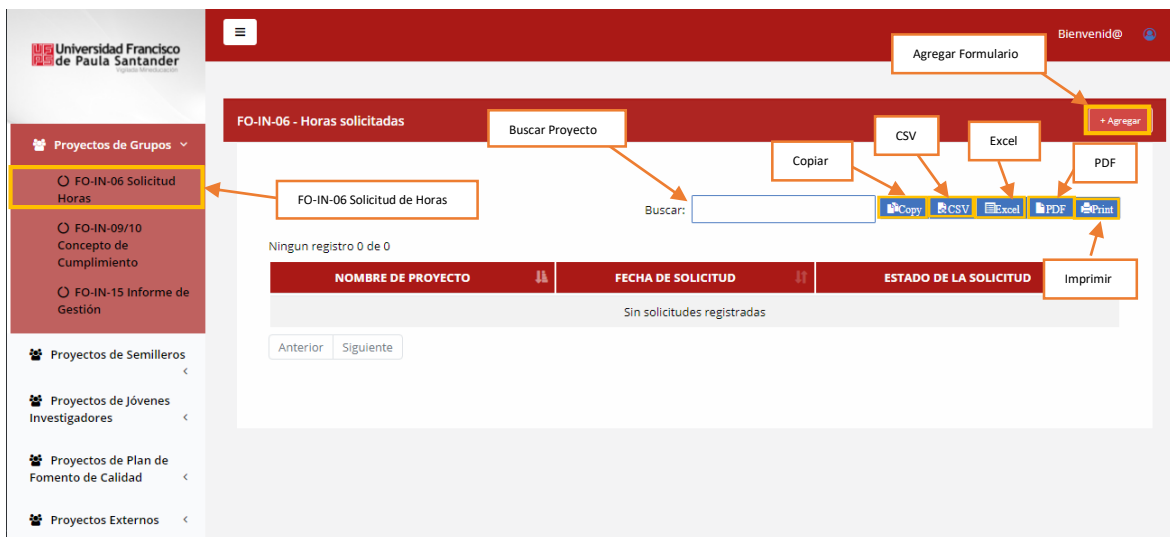 Universidad Francisco
de Paula Santander
Vigilada Mineducación
Bienvenid@
Agregar Formulario
FO-IN-06 - Horas solicitadas
+ Agregar
Buscar Proyecto
CSV
Excel
Copiar
PDF
Proyectos de Grupos
FO-IN-06 Solicitud
Horas
FO-IN-06 Solicitud de Horas
Buscar:
Copy
CSV
Excel
PDF
Print
FO-IN-09/10
Concepto de
Cumplimiento
Ningun registro 0 de 0
NOMBRE DE PROYECTO
FECHA DE SOLICITUD
ESTADO DE LA SOLICITUD
Imprimir
FO-IN-15 Informe de
Gestión
Sin solicitudes registradas
Anterior
Siguiente
Proyectos de Semilleros
Proyectos de Jóvenes
Investigadores
Proyectos de Plan de
Fomento de Calidad
Proyectos Externos